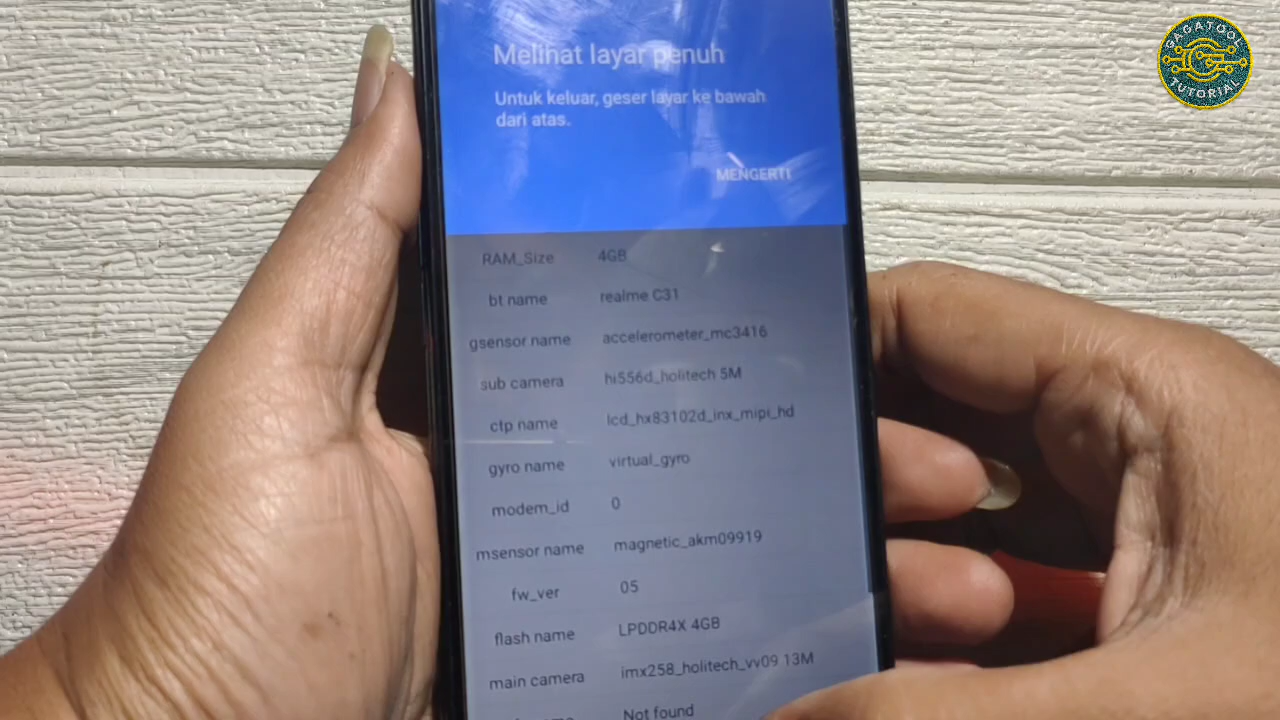 GAGATOOL
TUTORIAL
Melihat layar penuh
Untuk keluar, geser layar ke bawah
dari atas.
MENGERTI
RAM_Size 4GB
bt name realme C31
gsensor name accelerometer_mc3416
sub camera hi556d_holitech 5M
ctp name lcd_hx83102d_inx_mipi_hd
gyro name virtual_gyro
modem_id 0
msensor name magnetic_akm09919
fw_ver 05
flash name LPDDR4X 4GB
main camera imx258_holitech_vv09 13M
Not found